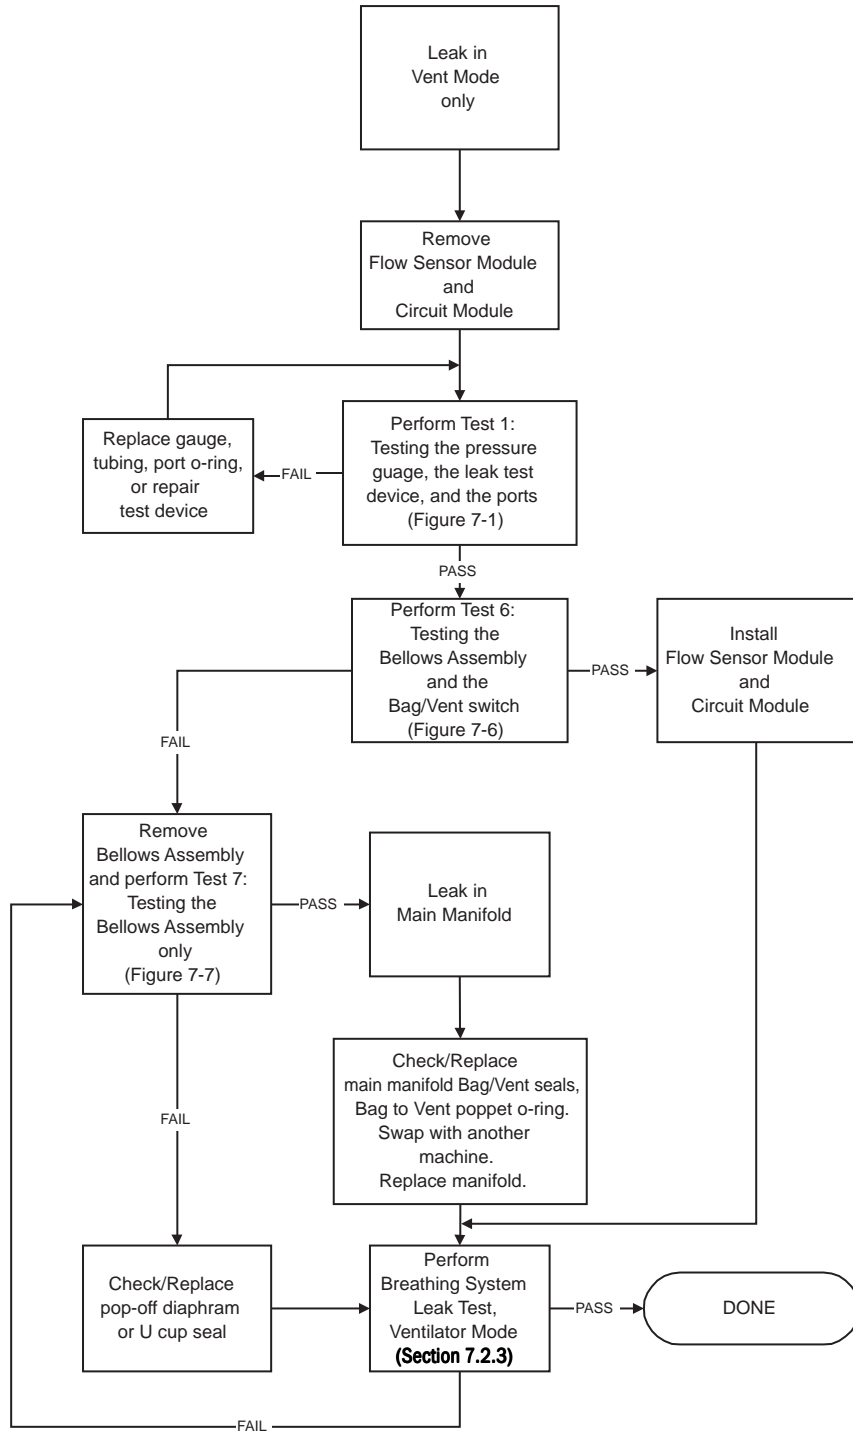 Leak in
Vent Mode
only
Remove
Flow Sensor Module
and
Circuit Module
Replace gauge,
tubing, port o-ring,
or repair
test device
FAIL
Perform Test 1:
Testing the pressure
guage, the leak test
device, and the ports
(Figure 7-1)
PASS
Perform Test 6:
Testing the
Bellows Assembly
and the
Bag/Vent switch
(Figure 7-6)
PASS
Install
Flow Sensor Module
and
Circuit Module
FAIL
Remove
Bellows Assembly
and perform Test 7:
Testing the
Bellows Assembly
only
(Figure 7-7)
PASS
Leak in
Main Manifold
Check/Replace
main manifold Bag/Vent seals,
Bag to Vent poppet o-ring.
Swap with another
machine.
Replace manifold.
FAIL
Check/Replace
pop-off diaphram
or U cup seal
Perform
Breathing System
Leak Test,
Ventilator Mode
(Section 7.2.3)
PASS
DONE
FAIL